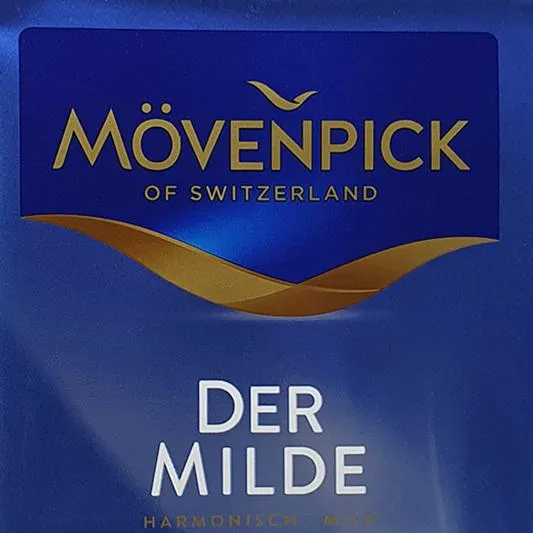 MÖVENPICK
OF SWITZERLAND
DER
MILDE
HARMONISCH · MILD